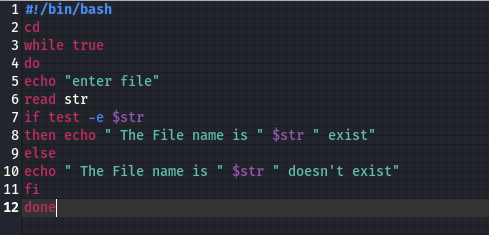 1 #!/bin/bash
2 cd
3 while true
4 do
5 echo "enter file"
6 read str
7 if test -e $str
8 then echo " The File name is " $str " exist"
9 else
10 echo " The File name is " $str " doesn't exist"
11 fi
12 done